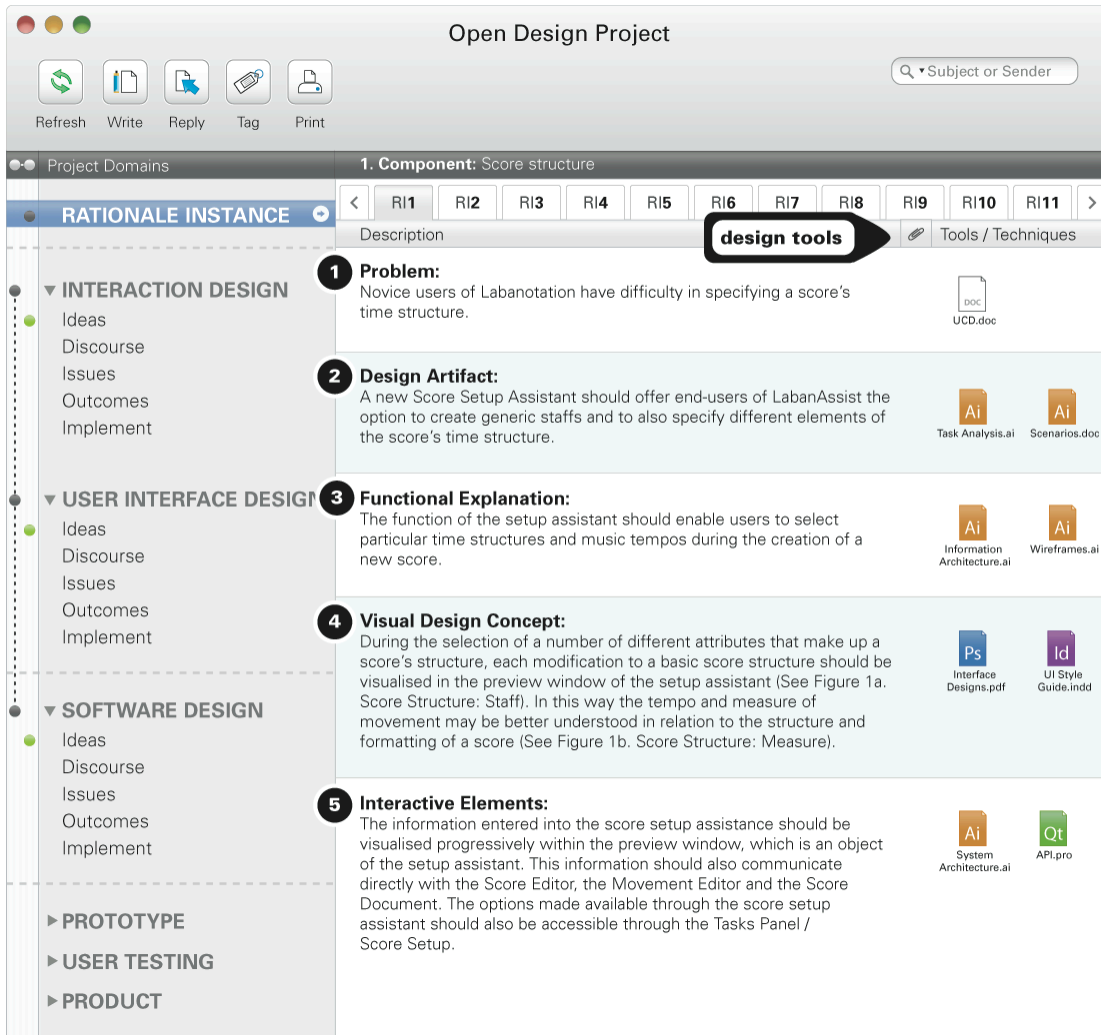 Open Design Project
Subject or Sender
Refresh Write Reply Tag Print
Project Domains
1. Component: Score structure
RATIONALE INSTANCE
RI1 RI2 RI3 RI4 RI5 RI6 RI7 RI8 RI9 RI10 RI11
Description
design tools
Tools / Techniques
INTERACTION DESIGN
Ideas
Discourse
Issues
Outcomes
Implement
USER INTERFACE DESIGN
Ideas
Discourse
Issues
Outcomes
Implement
SOFTWARE DESIGN
Ideas
Discourse
Issues
Outcomes
Implement
PROTOTYPE
USER TESTING
PRODUCT
1 Problem:
Novice users of Labanotation have difficulty in specifying a score's
time structure.
DOC
UCD.doc
2 Design Artifact:
A new Score Setup Assistant should offer end-users of LabanAssist the
option to create generic staffs and to also specify different elements of
the score's time structure.
Ai Ai
Task Analysis.ai Scenarios.doc
3 Functional Explanation:
The function of the setup assistant should enable users to select
particular time structures and music tempos during the creation of a
new score.
Ai Ai
Information
Architecture.ai
Wireframes.ai
4 Visual Design Concept:
During the selection of a number of different attributes that make up a
score's structure, each modification to a basic score structure should be
visualised in the preview window of the setup assistant (See Figure 1a.
Score Structure: Staff). In this way the tempo and measure of
movement may be better understood in relation to the structure and
formatting of a score (See Figure 1b. Score Structure: Measure).
Ps Id
Interface
Designs.pdf
UI Style
Guide.indd
5 Interactive Elements:
The information entered into the score setup assistance should be
visualised progressively within the preview window, which is an object
of the setup assistant. This information should also communicate
directly with the Score Editor, the Movement Editor and the Score
Document. The options made available through the score setup
assistant should also be accessible through the Tasks Panel /
Score Setup.
Ai Qt
System
Architecture.ai
API.pro